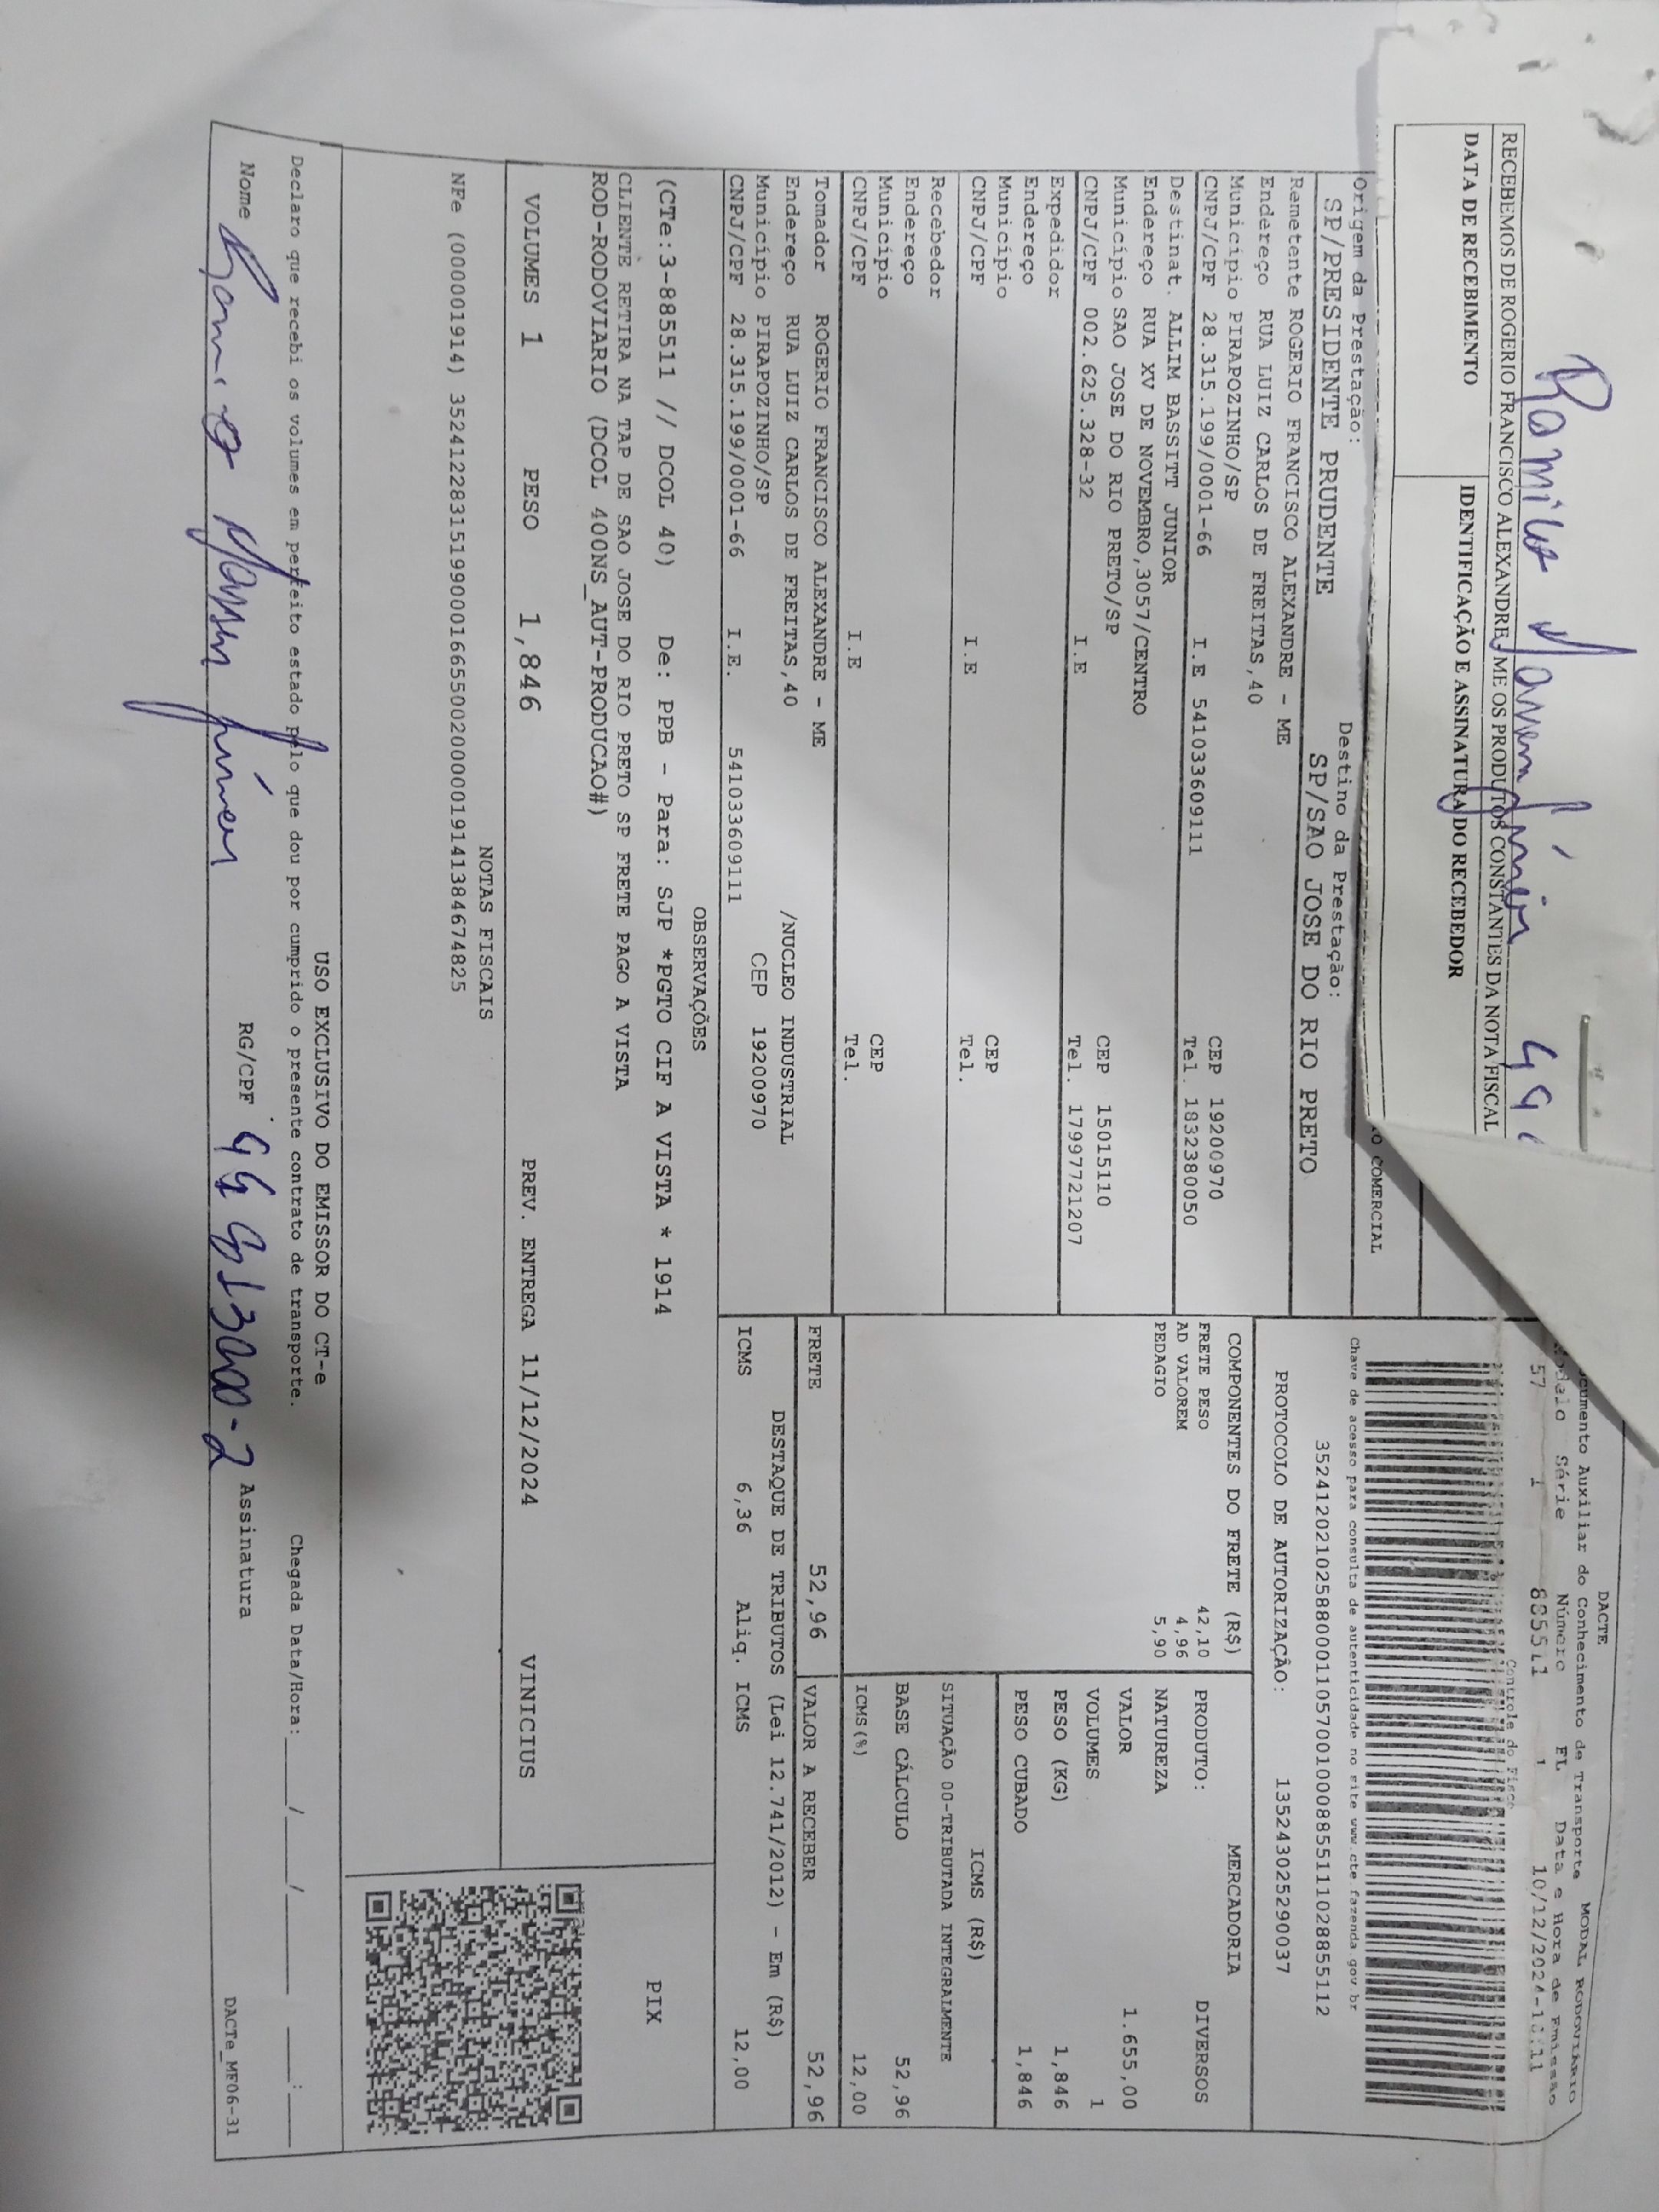 Romilo
RECEBEMOS DE ROGERIO FRANCISCO ALEXANDRE ME OS PRODUTOS CONSTANTES DA NOTA FISCAL
DATA DE RECEBIMENTO IDENTIFICAÇÃO E ASSINATURA DO RECEBEDOR
DACTE
Documento Auxiliar do Conhecimento de Transporte MODAL RODOVIÁRIO
Modelo Série Número FL Data e Hora de Emissão
57 1 885511 1 10/12/2024
Controle do Fisco
Chave de acesso para consulta de autenticidade no site www.cte.fazenda.gov.br
35241202102588000110570010008855111028855112
PROTOCOLO DE AUTORIZAÇÃO: 135243025290037
COMERCIAL
Origem da Prestação: Destino da Prestação:
SP/PRESIDENTE PRUDENTE SP/SAO JOSE DO RIO PRETO
Remetente ROGERIO FRANCISCO ALEXANDRE - ME
Endereço RUA LUIZ CARLOS DE FREITAS,40
Município PIRAPOZINHO/SP CEP 19200970
CNPJ/CPF 28.315.199/0001-66 I.E 541033609111 Tel. 1832380050
Destinat. ALLIM BASSITT JUNIOR
Endereço RUA XV DE NOVEMBRO,3057/CENTRO
Município SAO JOSE DO RIO PRETO/SP CEP 15015110
CNPJ/CPF 002.625.328-32 I.E Tel. 17997721207
Expedidor
Endereço
Município CEP
CNPJ/CPF I.E Tel.
Recebedor
Endereço
Município CEP
CNPJ/CPF I.E Tel.
Tomador ROGERIO FRANCISCO ALEXANDRE - ME
Endereço RUA LUIZ CARLOS DE FREITAS,40 /NUCLEO INDUSTRIAL
Município PIRAPOZINHO/SP CEP 19200970
CNPJ/CPF 28.315.199/0001-66 I.E. 541033609111
COMPONENTES DO FRETE (R$)
FRETE PESO 42,10
AD VALOREM 4,96
PEDAGIO 5,90
MERCADORIA
PRODUTO: DIVERSOS
NATUREZA
VALOR 1.655,00
VOLUMES 1
PESO (KG) 1,846
PESO CUBADO 1,846
ICMS (R$)
SITUAÇÃO 00-TRIBUTADA INTEGRALMENTE
BASE CÁLCULO 52,96
ICMS(%) 12,00
FRETE 52,96 VALOR A RECEBER 52,96
DESTAQUE DE TRIBUTOS (Lei 12.741/2012) - Em (R$)
ICMS 6,36 Aliq. ICMS 12,00
OBSERVAÇÕES
(CTe:3-885511 // DCOL 40) De: PPB - Para: SJP *PGTO CIF A VISTA * 1914
CLIENTE RETIRA NA TAP DE SAO JOSE DO RIO PRETO SP FRETE PAGO A VISTA
ROD-RODOVIARIO (DCOL 400NS_AUT-PRODUCAO#)
PIX
VOLUMES 1 PESO 1,846 PREV. ENTREGA 11/12/2024 VINICIUS
NOTAS FISCAIS
NFe (000001914) 35241228315199000166550020000019141384674825
USO EXCLUSIVO DO EMISSOR DO CT-e
Declaro que recebi os volumes em perfeito estado pelo que dou por cumprido o presente contrato de transporte. Chegada Data/Hora:___/___/_____ ___:___
Nome RG/CPF Assinatura
DACTe_MF06-31